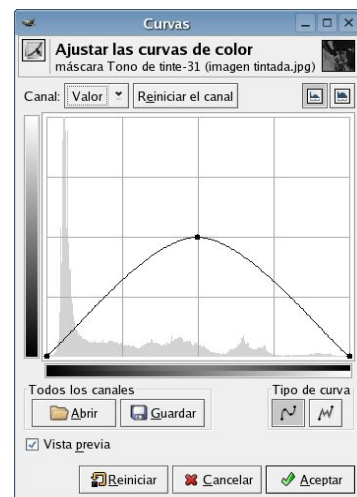 Curvas
Ajustar las curvas de color
máscara Tono de tinte-31 (imagen tintada.jpg)
Canal: Valor Reiniciar el canal
Todos los canales Tipo de curva
Abrir Guardar
Vista previa
Reiniciar Cancelar Aceptar